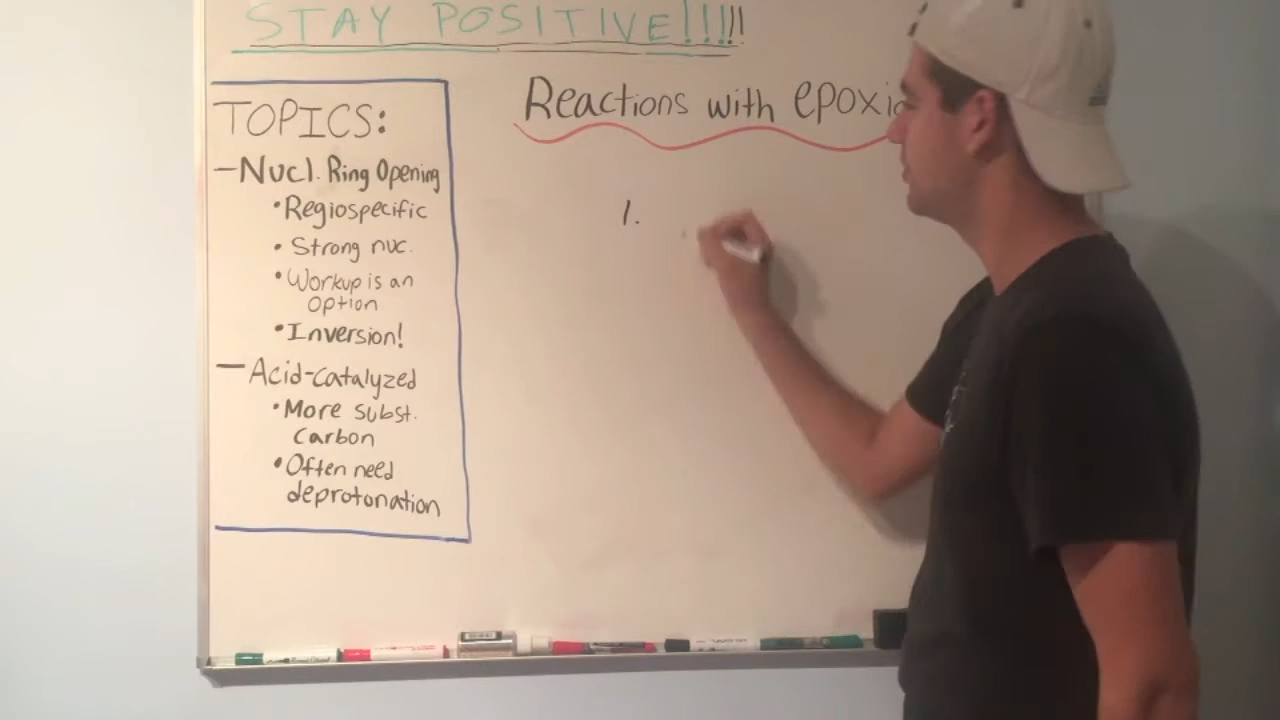 STAY POSITIVE!!!!!
TOPICS:
-Nucl. Ring Opening
•Regiospecific
•Strong nuc.
•Workup is an
option
•Inversion!
-Acid-catalyzed
•More subst.
carbon
•Often need
deprotonation
Reactions with epoxi
1.